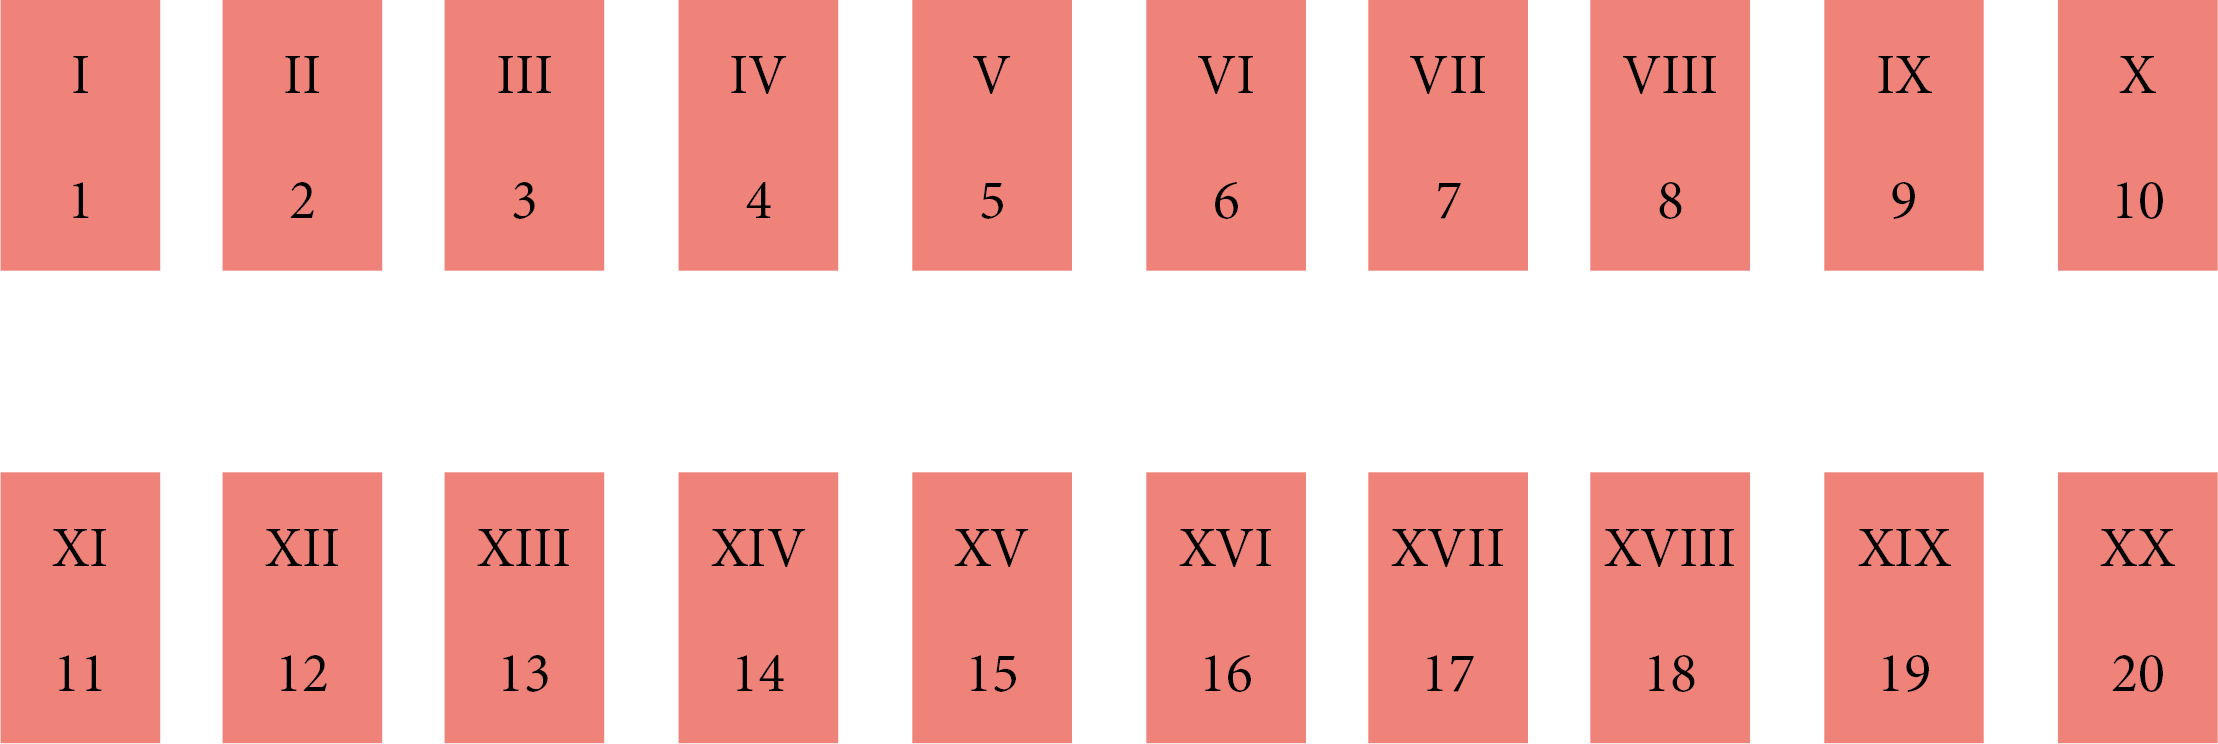 I II III IV V VI VII VIII IX X
1 2 3 4 5 6 7 8 9 10
XI XII XIII XIV XV XVI XVII XVIII XIX XX
11 12 13 14 15 16 17 18 19 20